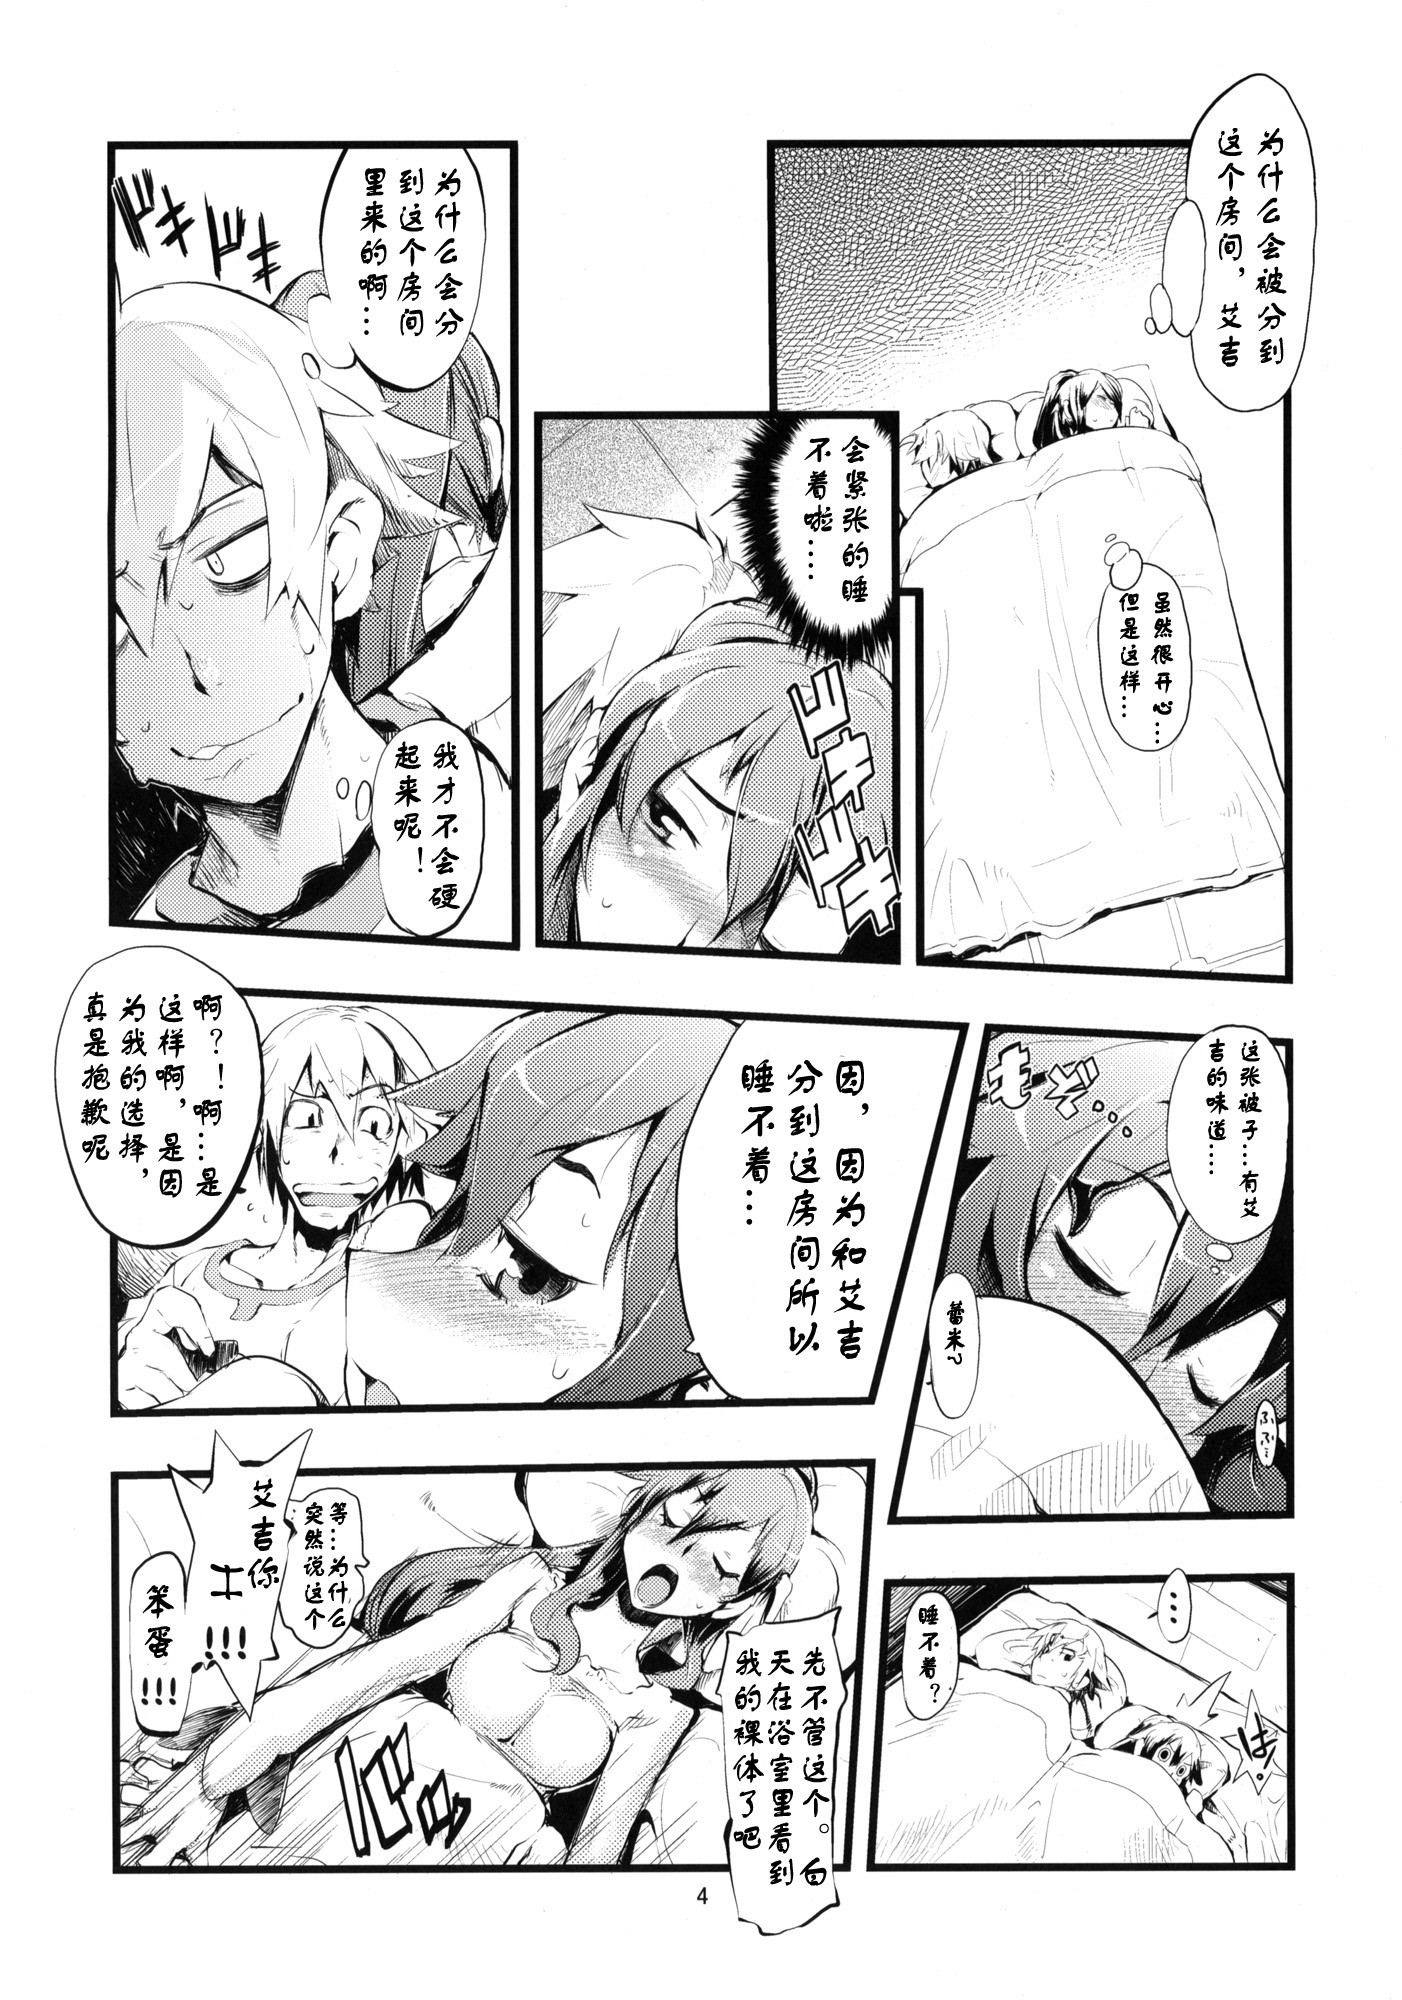 为什么会被分到
这个房间，艾吉
虽然很开心…
但是这样…
会紧张的睡
不着啦……
ツキ
ツキ
为什么会分
到这个房间
里来的啊…
ドキ
ドキ
我才不会硬
起来呢！
这张被子…有艾
吉的味道……
もぞ
もぞ
蕾米？
ふふ…
因，因为和艾吉
分到这房间所以
睡不着…
啊？！啊…是
这样啊，是因
为我的选择，
真是抱歉呢
…
睡不着？
は！
先不管这个。白
天在浴室里看到
我的裸体了吧
等…为什么
突然说这个
…
艾吉你
!!!
笨蛋!!!
バッ
4